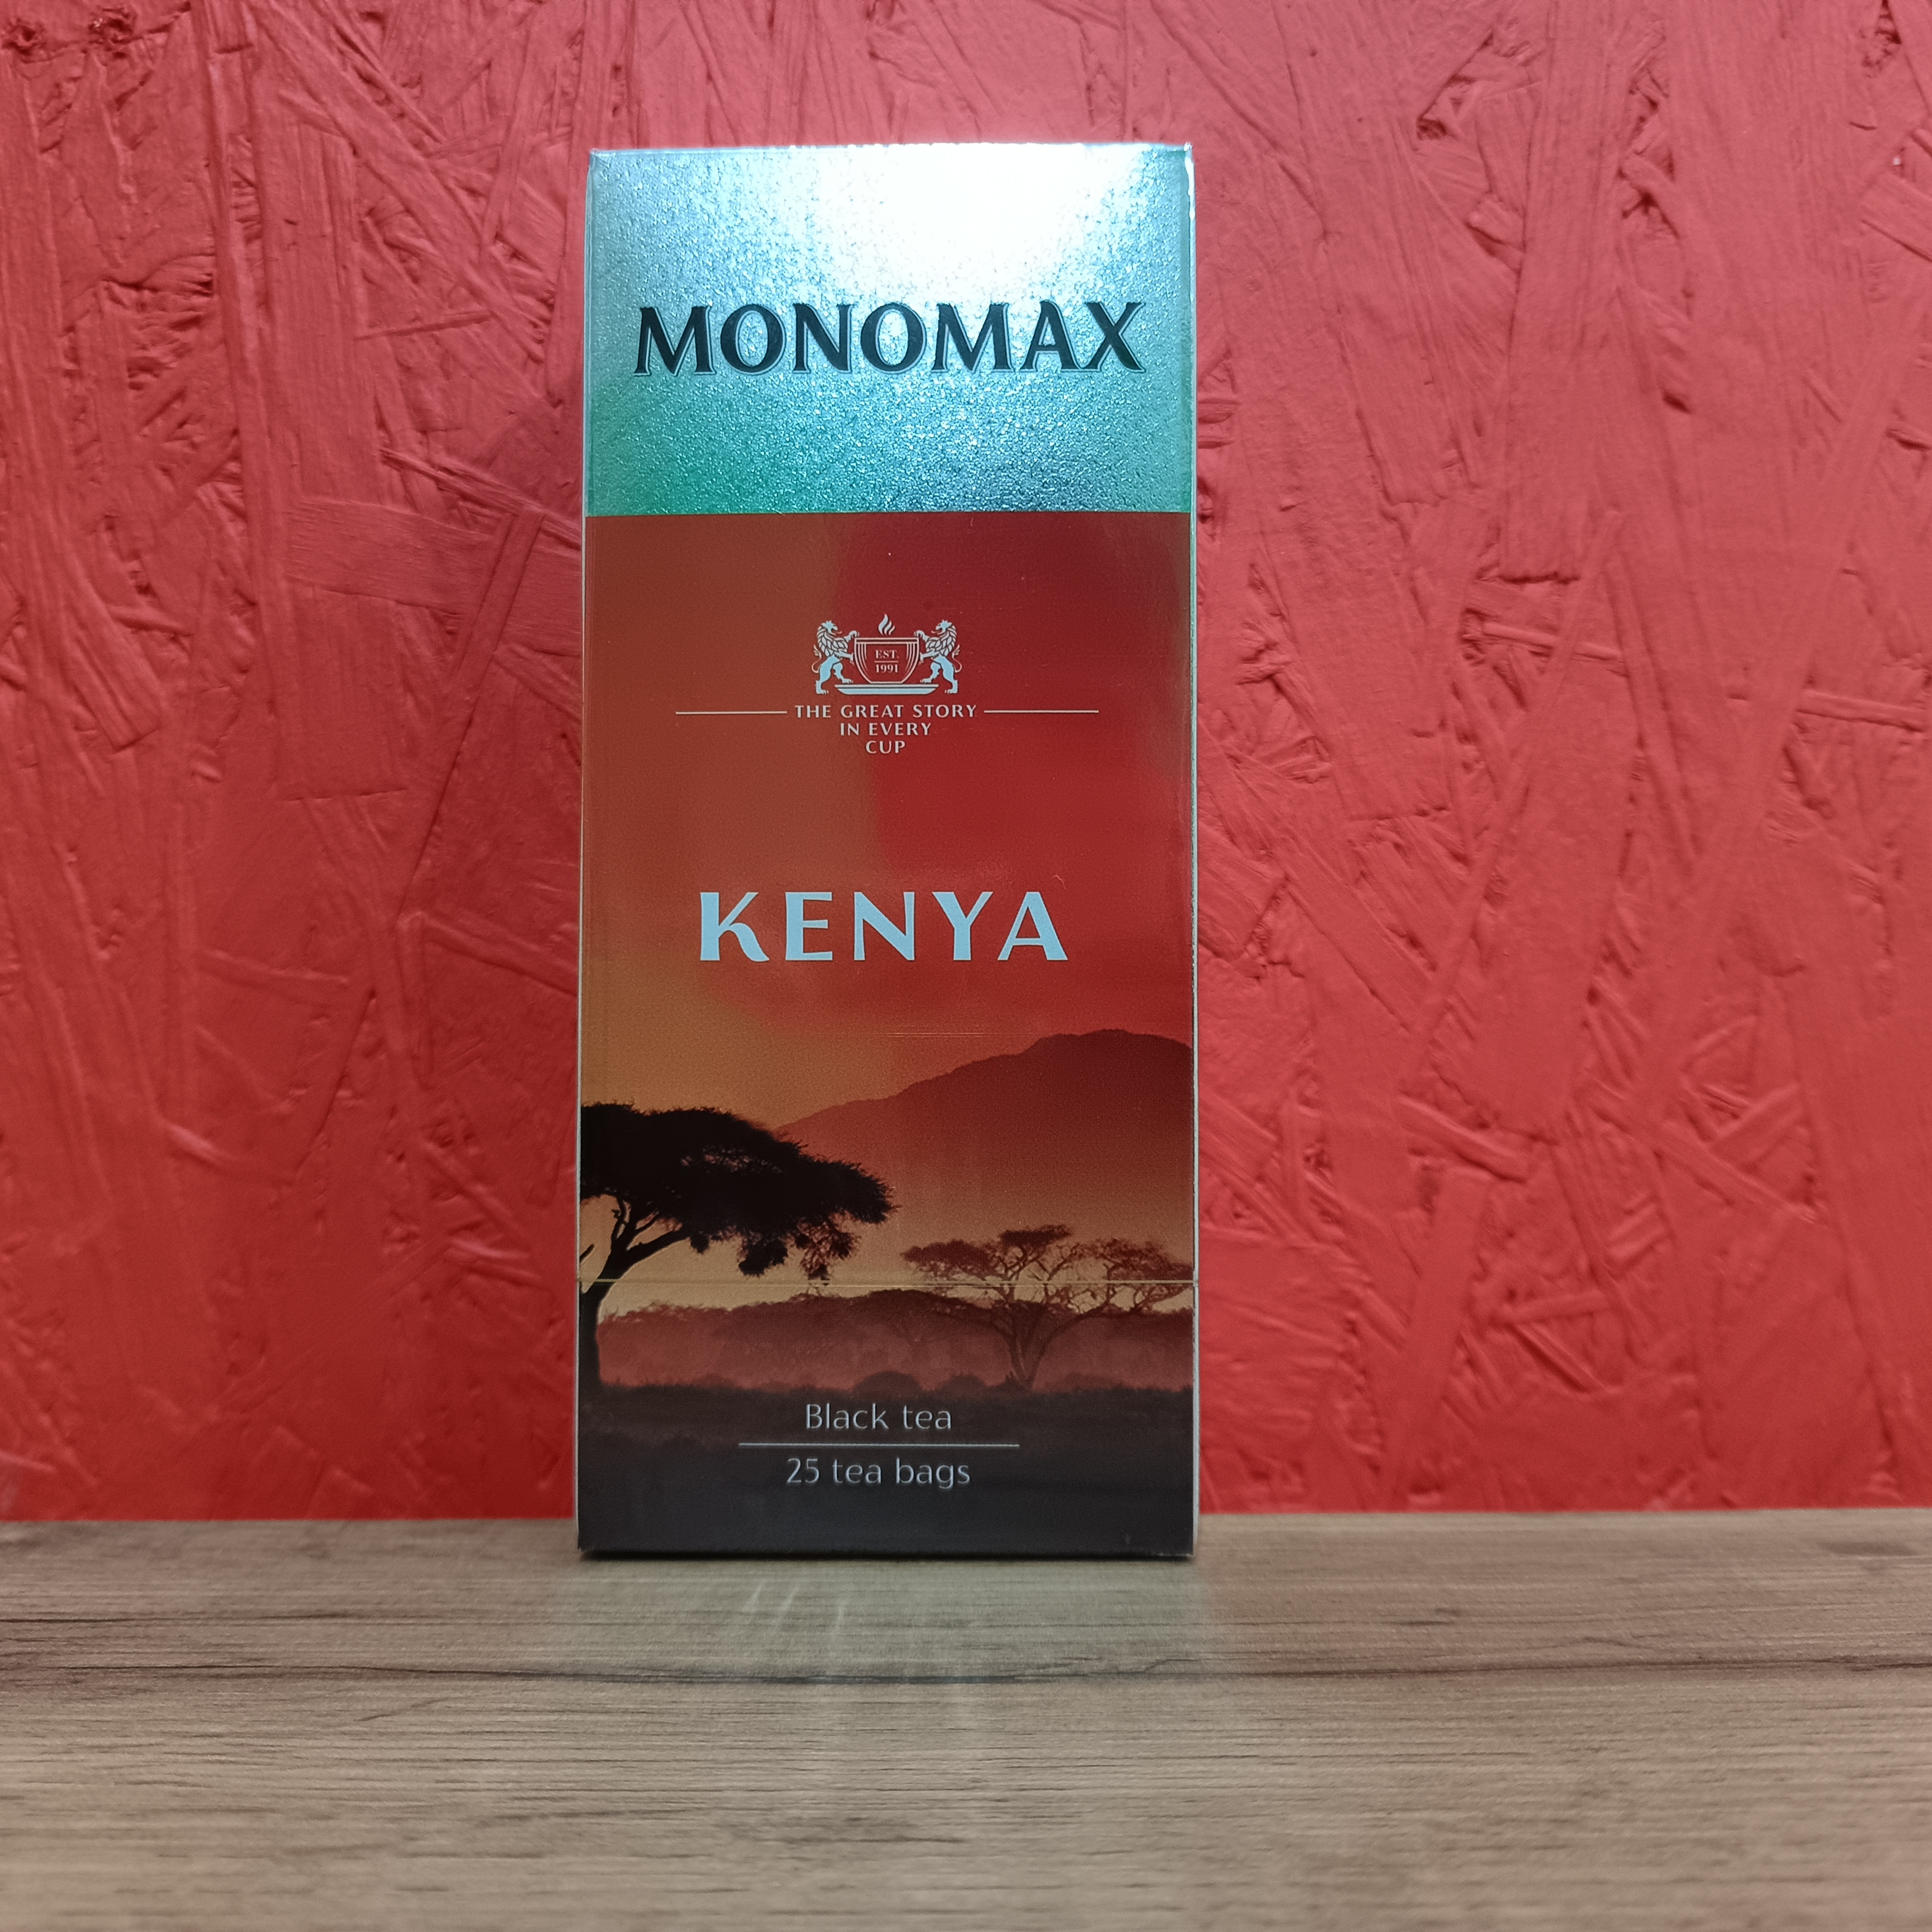 MONOMAX
EST.
1991
THE GREAT STORY
IN EVERY
CUP
KENYA
Black tea
25 tea bags